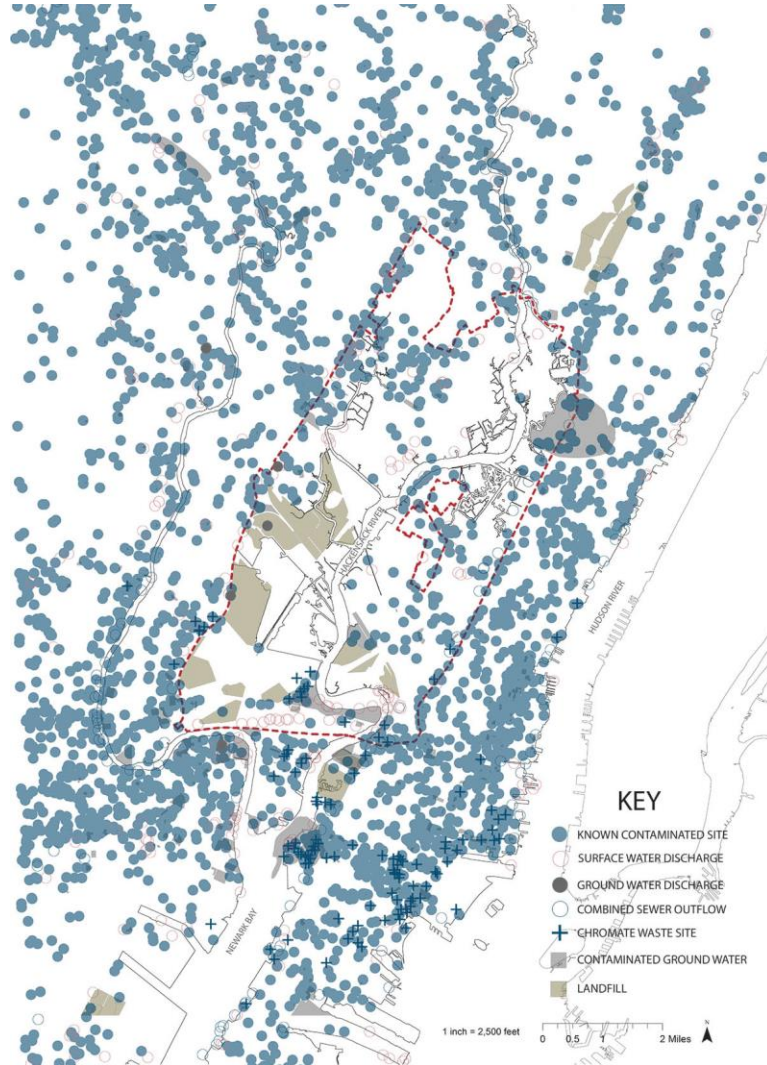 HACKENSACK RIVER
HUDSON RIVER
NEWARK BAY
KEY
KNOWN CONTAMINATED SITE
SURFACE WATER DISCHARGE
GROUND WATER DISCHARGE
COMBINED SEWER OUTFLOW
CHROMATE WASTE SITE
CONTAMINATED GROUND WATER
LANDFILL
1 inch = 2,500 feet
0 0.5 1 2 Miles
N